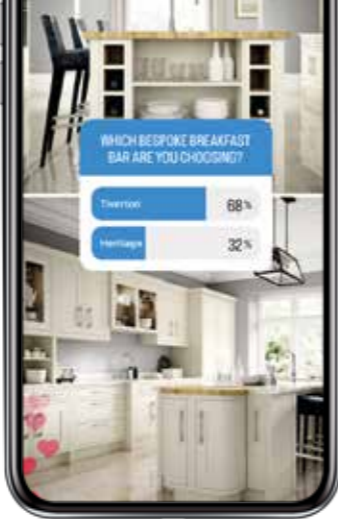 WHICH BESPOKE BREAKFAST
BAR ARE YOU CHOOSING?
Tiverton 68%
Heritage 32%